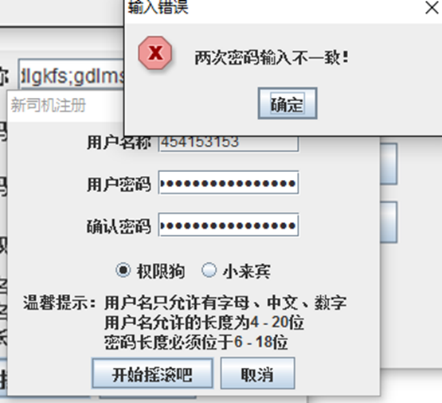 输入错误
两次密码输入不一致！
确定
dlgkfs;gdlms
新司机注册
用户名称 454153153
用户密码 ••••••••••••••••
确认密码 ••••••••••••••••
权限狗 小来宾
温馨提示：用户名只允许有字母、中文、数字
用户名允许的长度为4 - 20位
密码长度必须位于6 - 18位
开始摇滚吧 取消